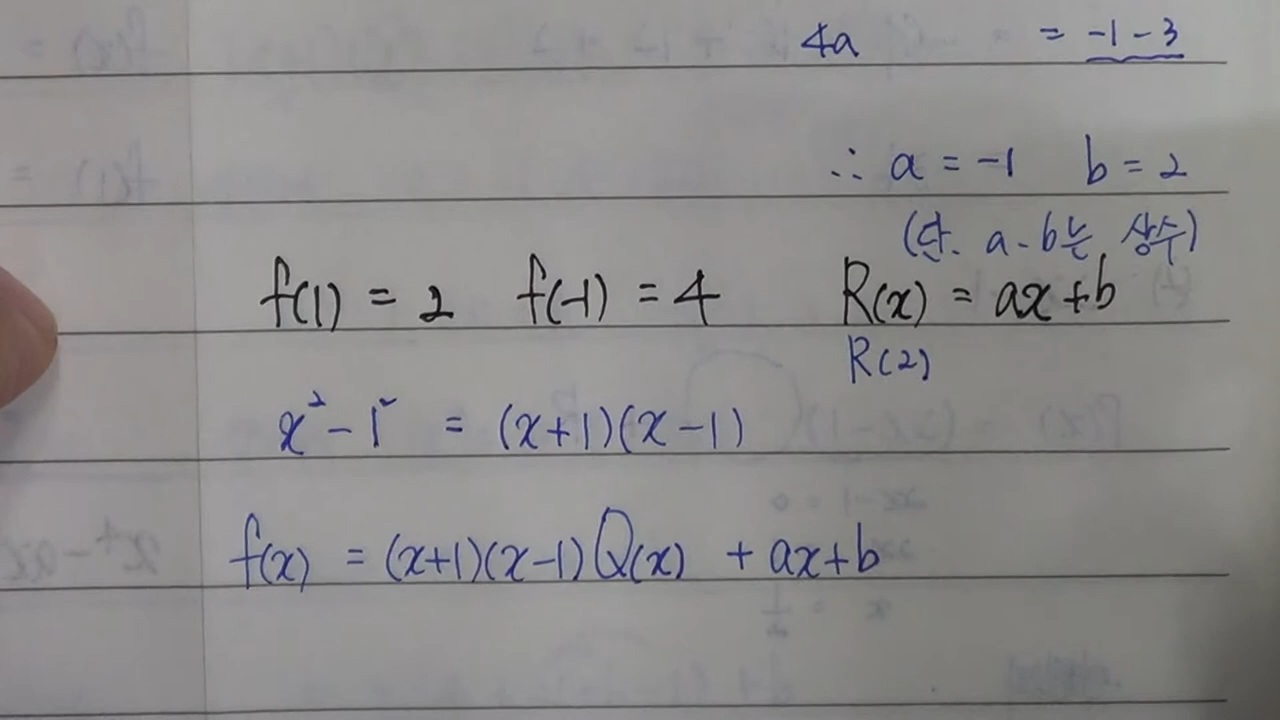 4a = -1 - 3
∴ a = -1 b = 2
(단. a - b는 상수)
f(1) = 2 f(-1) = 4 R(x) = ax + b
R(2)
x² - 1² = (x+1)(x-1)
f(x) = (x+1)(x-1)Q(x) + ax + b